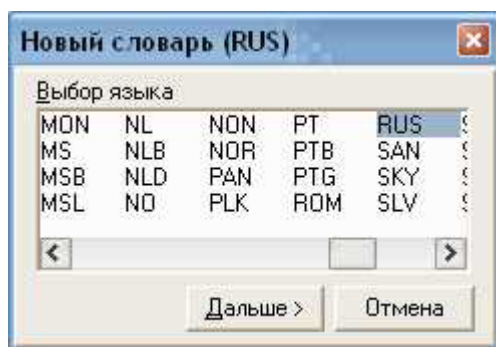 Новый словарь (RUS)
Выбор языка
MON NL NON PT RUS
MS NLB NOR PTB SAN
MSB NLD PAN PTG SKY
MSL NO PLK ROM SLV
Дальше > Отмена